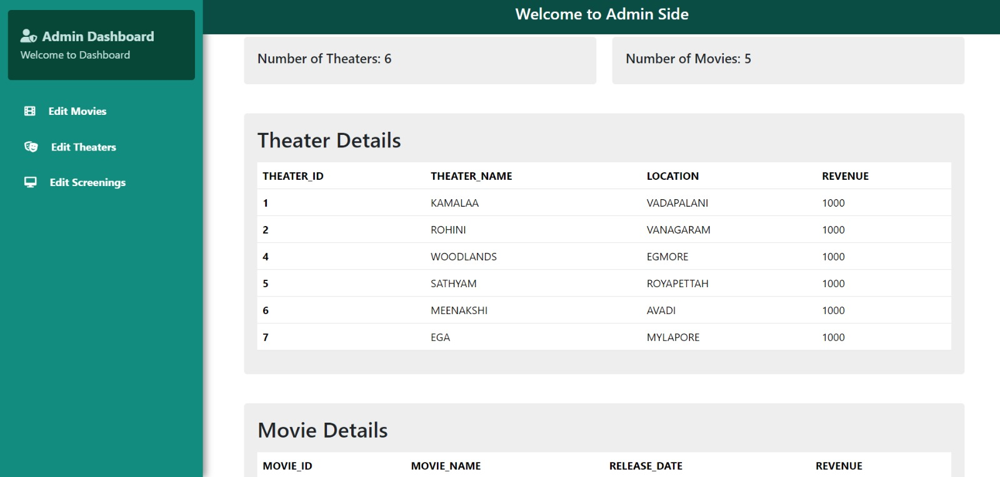 Admin Dashboard
Welcome to Dashboard
Edit Movies
Edit Theaters
Edit Screenings
Welcome to Admin Side
Number of Theaters: 6
Number of Movies: 5
Theater Details
THEATER_ID THEATER_NAME LOCATION REVENUE
1 KAMALAA VADAPALANI 1000
2 ROHINI VANAGARAM 1000
4 WOODLANDS EGMORE 1000
5 SATHYAM ROYAPETTAH 1000
6 MEENAKSHI AVADI 1000
7 EGA MYLAPORE 1000
Movie Details
MOVIE_ID MOVIE_NAME RELEASE_DATE REVENUE